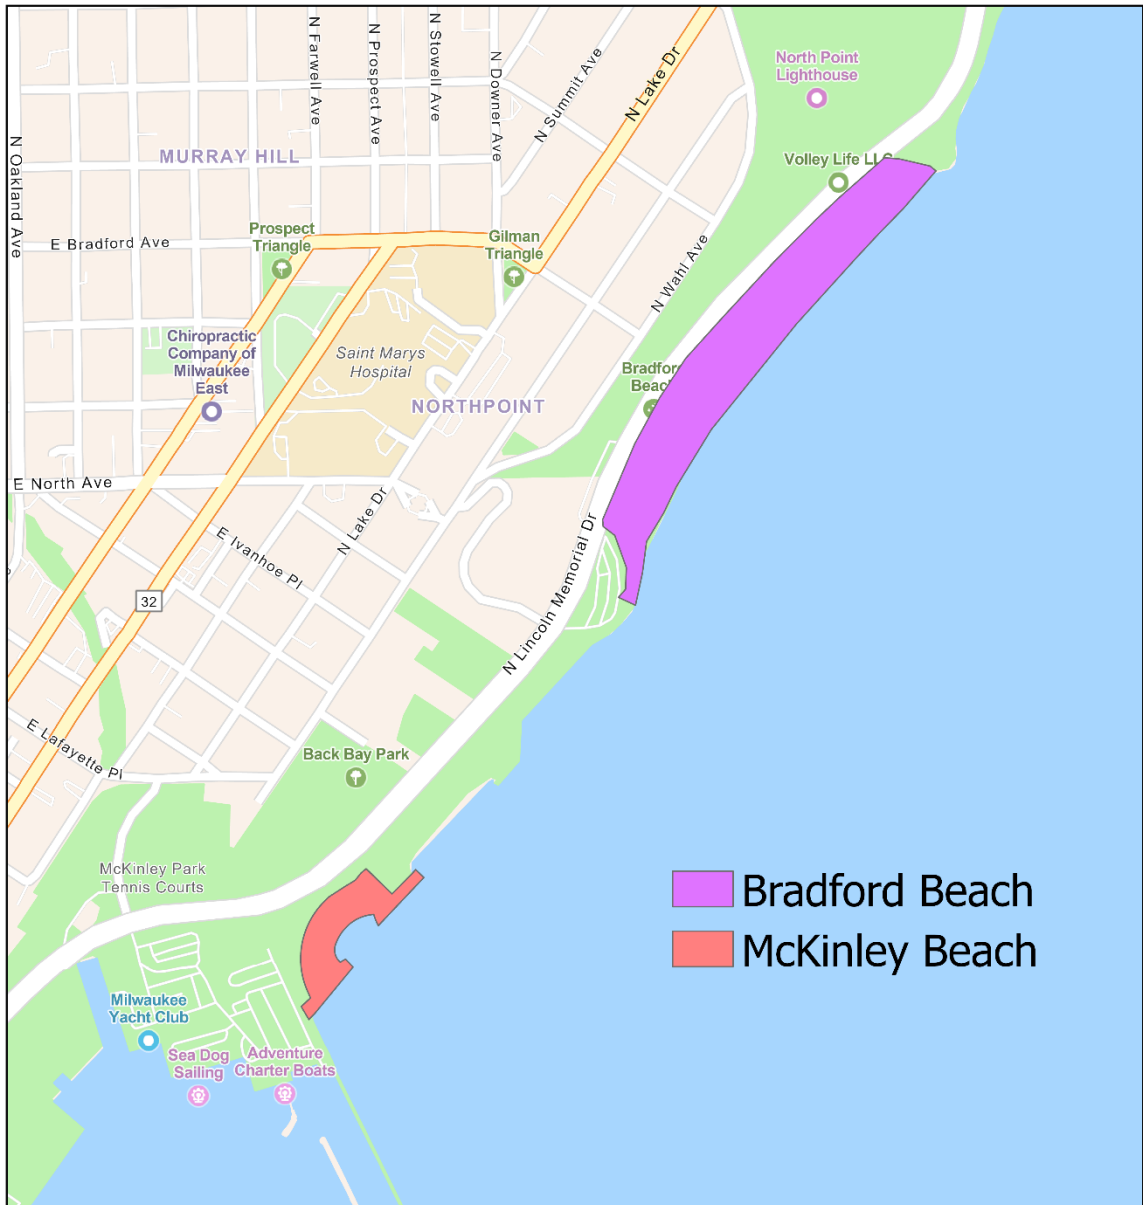 N Farwell Ave
N Prospect Ave
N Stowell Ave
N Downer Ave
N Summit Ave
N Lake Dr
North Point
Lighthouse
N Oakland Ave
MURRAY HILL
Volley Life LLC
E Bradford Ave
Prospect
Triangle
Gilman
Triangle
N Wahl Ave
Chiropractic
Company of
Milwaukee
East
Saint Marys
Hospital
Bradford
Beach
NORTHPOINT
E North Ave
N Lake Dr
E Ivanhoe Pl
N Lincoln Memorial Dr
32
E Lafayette Pl
Back Bay Park
McKinley Park
Tennis Courts
Bradford Beach
McKinley Beach
Milwaukee
Yacht Club
Sea Dog
Sailing
Adventure
Charter Boats